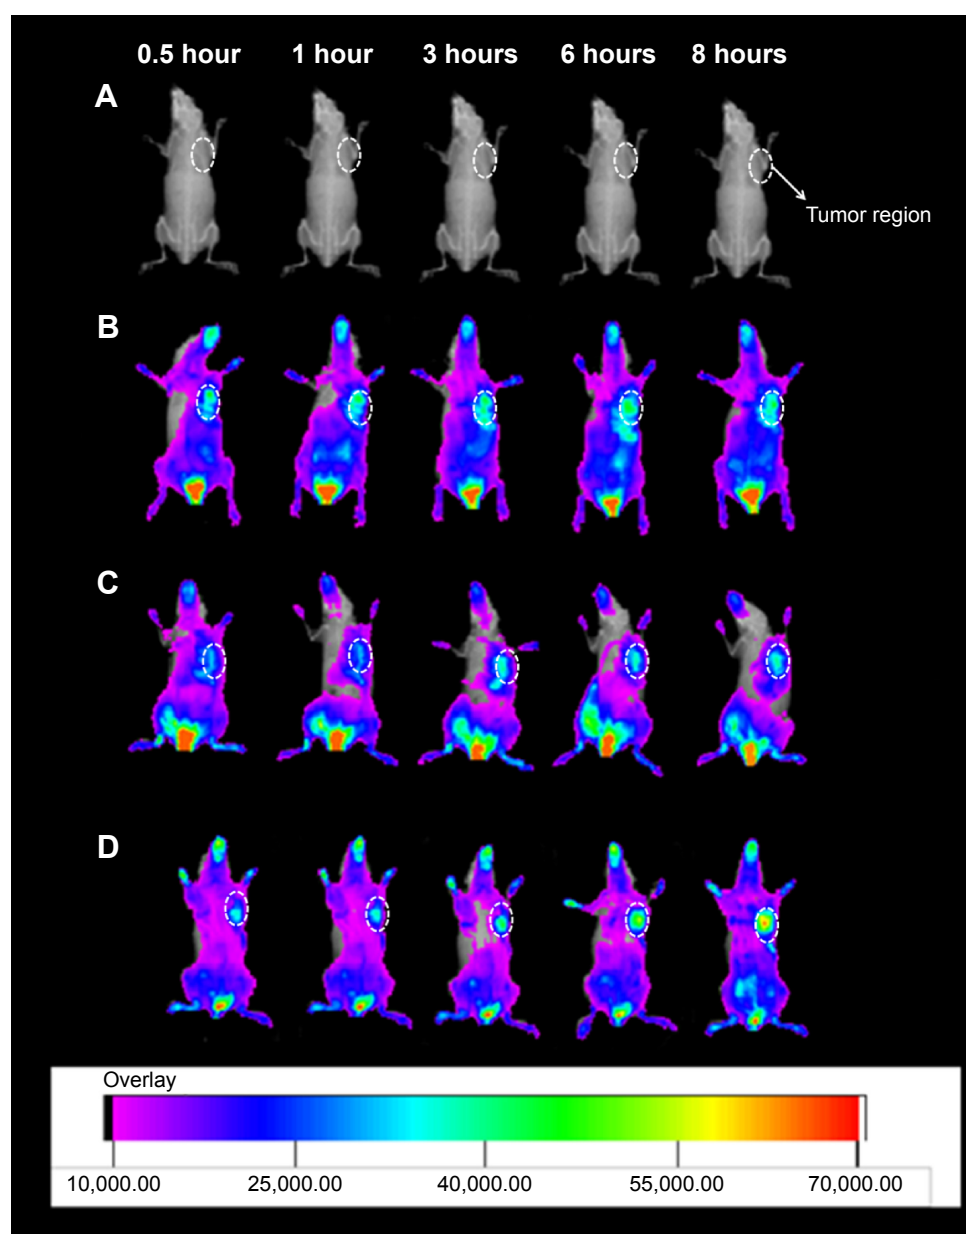 0.5 hour 1 hour 3 hours 6 hours 8 hours
A
Tumor region
B
C
D
Overlay
10,000.00 25,000.00 40,000.00 55,000.00 70,000.00